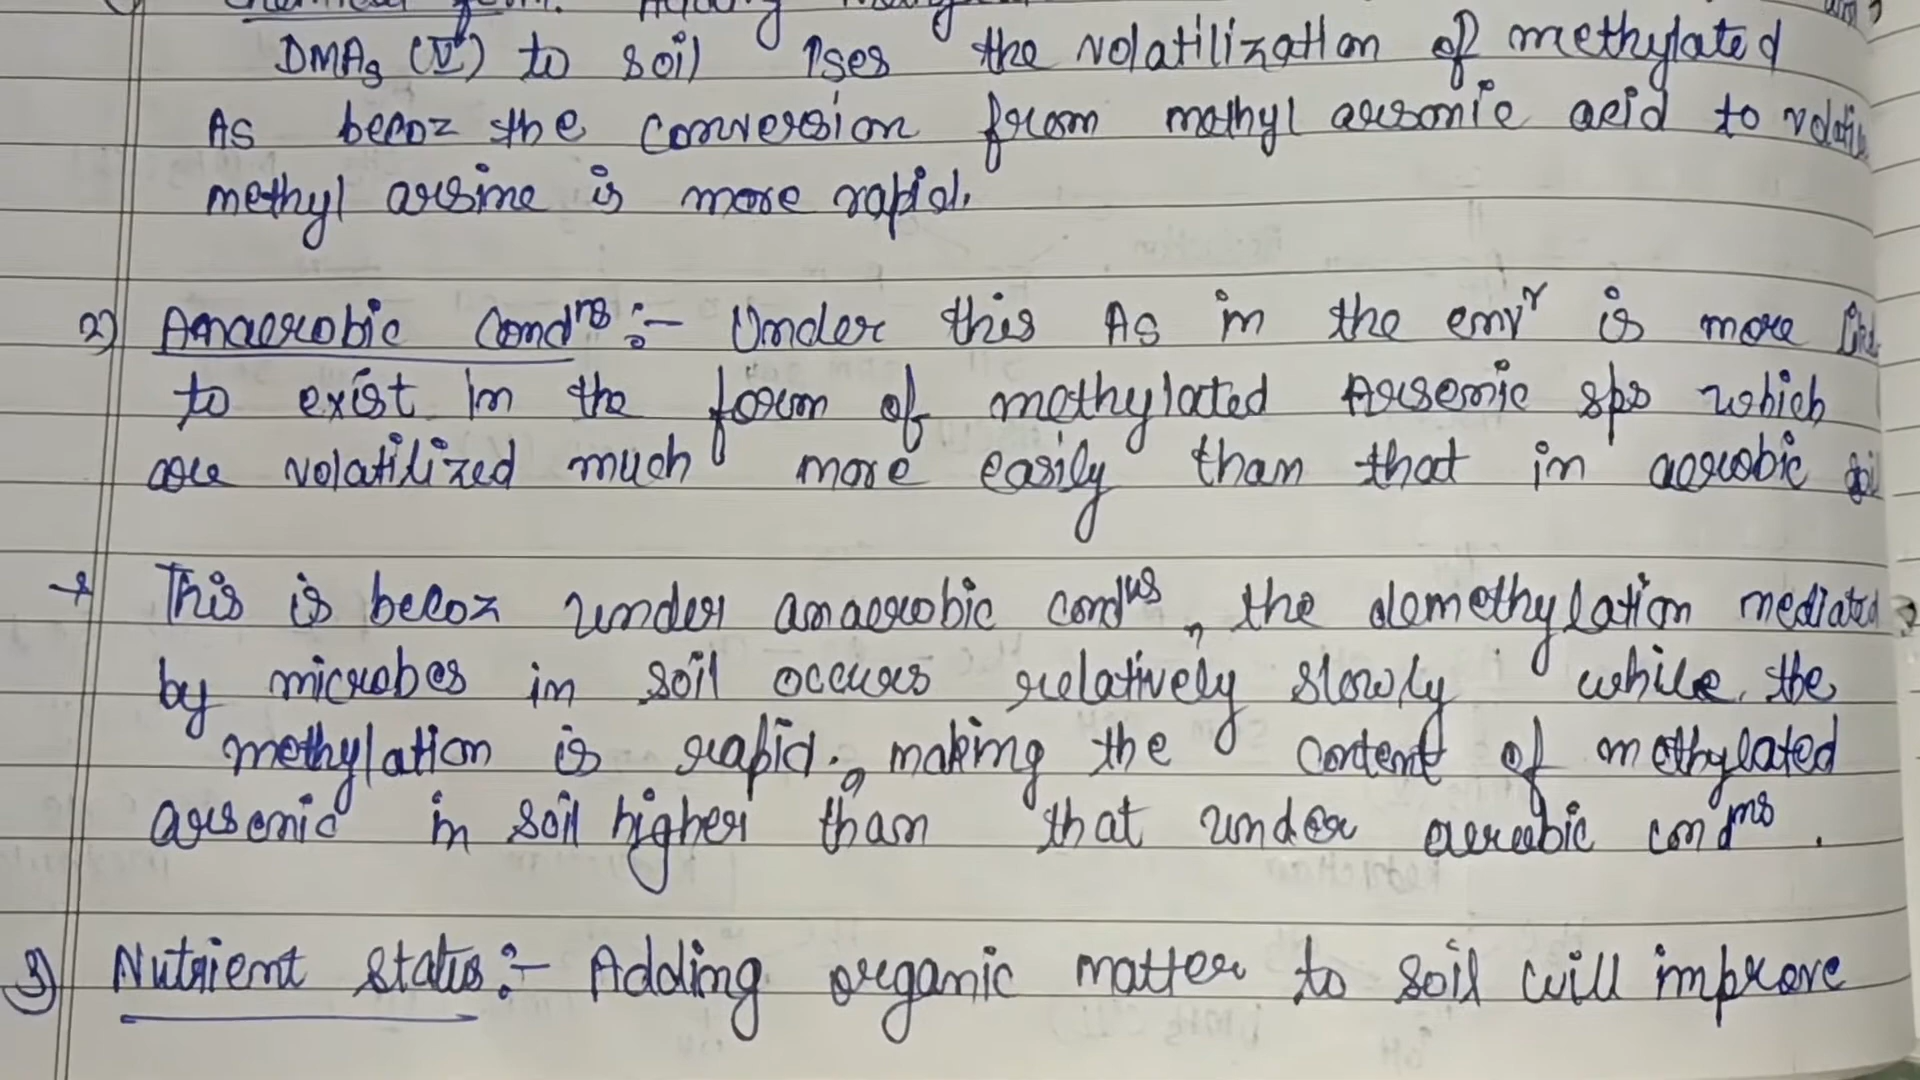 DMAs (V) to soil ↑ses the volatilization of methylated
As becoz the conversion from methyl arsonic acid to
methyl arsine is more rapid.
2) Anaerobic Condns :- Under this As in the envr is more
to exist in the form of methylated Arsenic sps which
are volatilized much more easily than that in aerobic
→ This is becoz under anaerobic condns, the demethylation mediated
by microbes in soil occurs relatively slowly while the
methylation is rapid, making the content of methylated
arsenic in soil higher than that under aerobic condns.
3) Nutrient status :- Adding organic matter to soil will improve